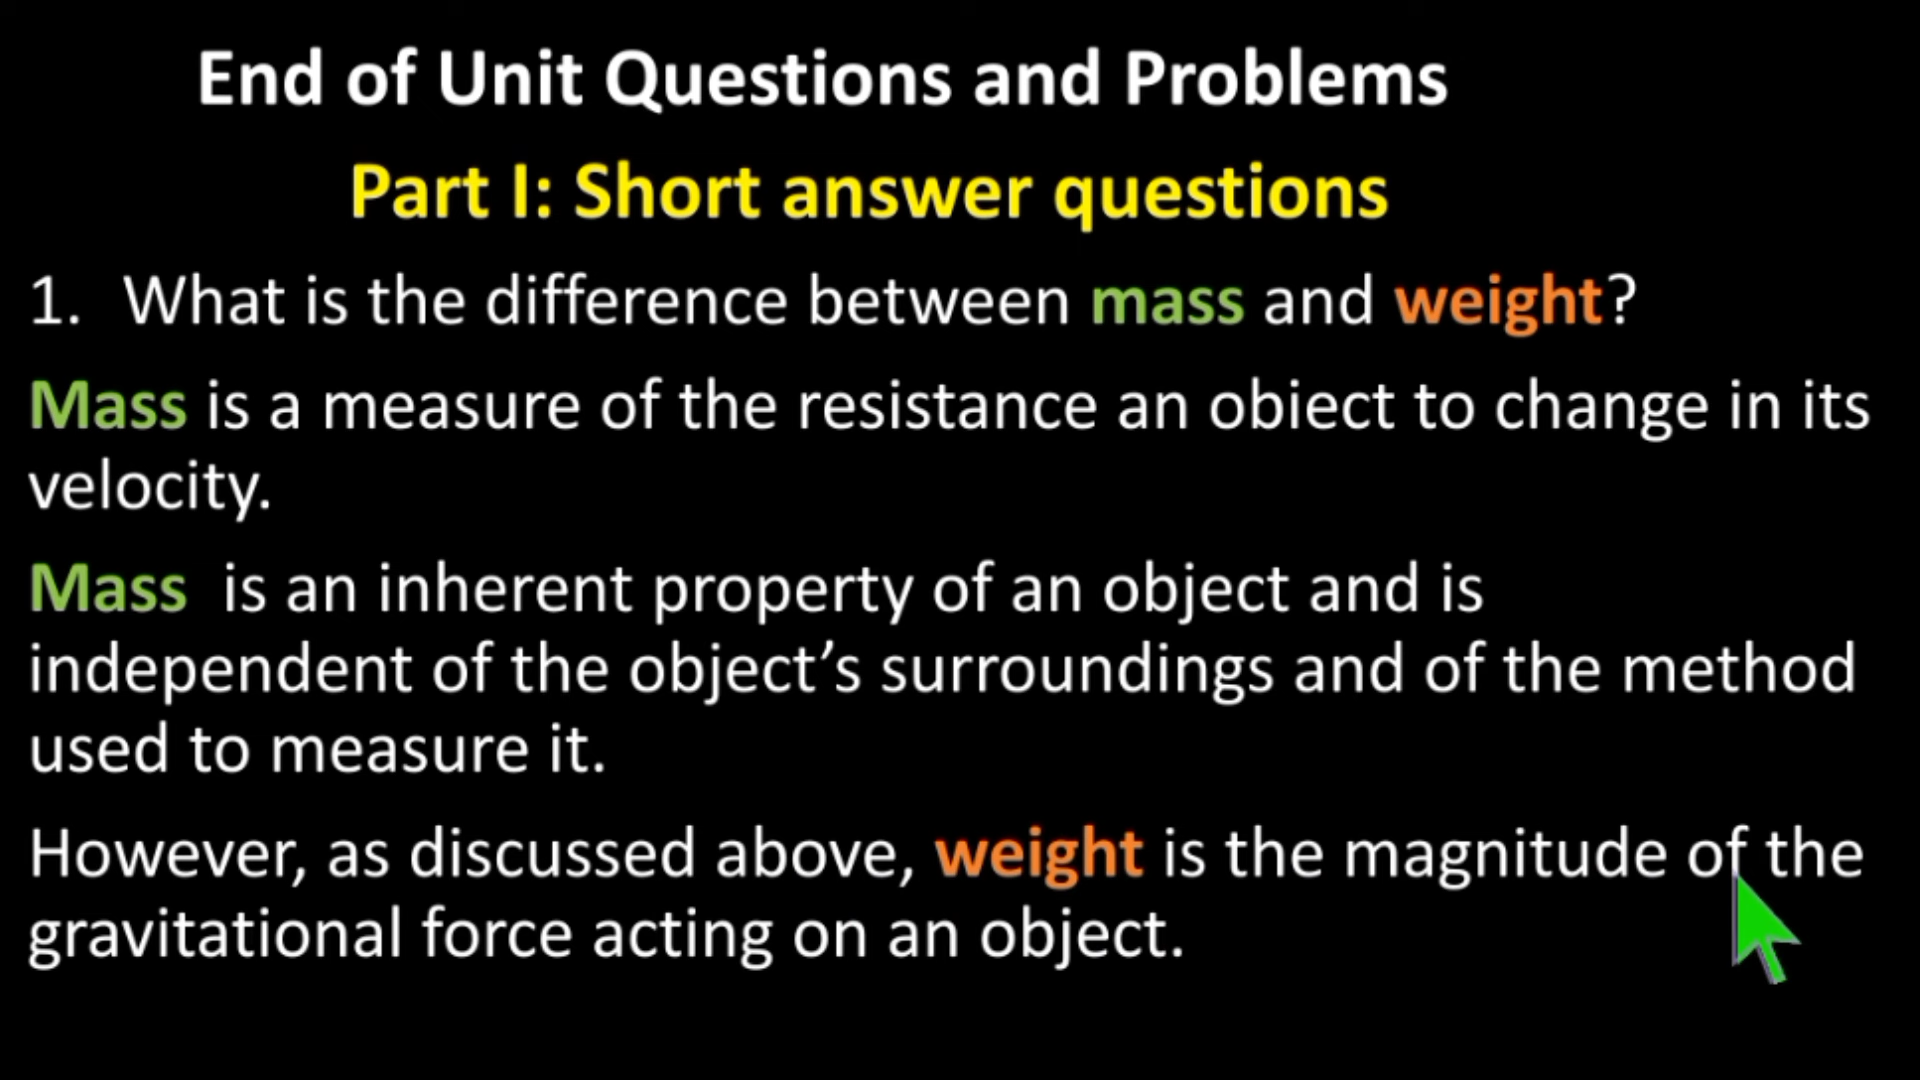 End of Unit Questions and Problems
Part I: Short answer questions
1. What is the difference between mass and weight?
Mass is a measure of the resistance an obiect to change in its
velocity.
Mass is an inherent property of an object and is
independent of the object’s surroundings and of the method
used to measure it.
However, as discussed above, weight is the magnitude of the
gravitational force acting on an object.